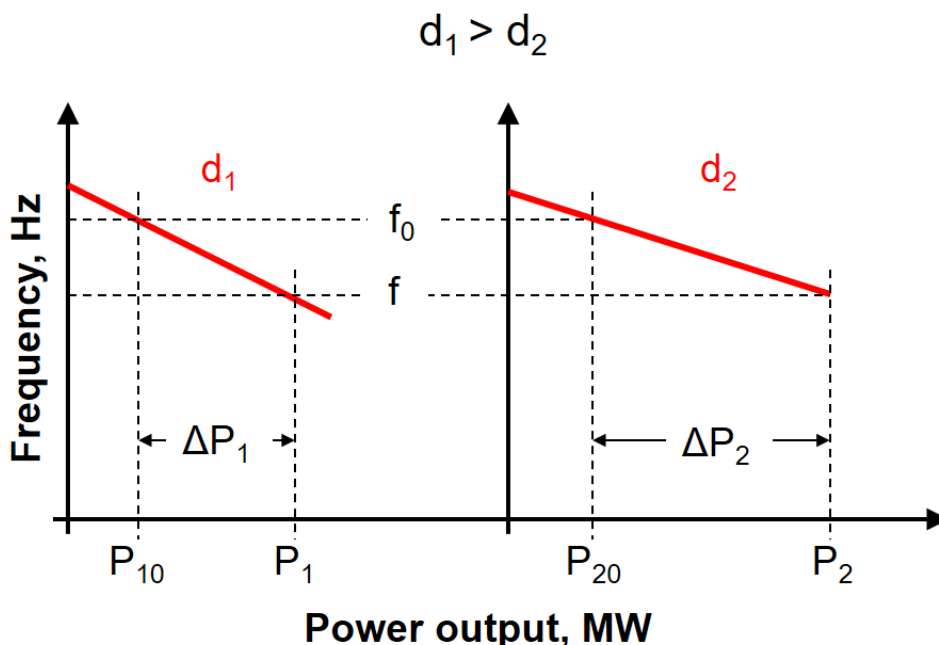 d₁ > d₂
d₁
d₂
Frequency, Hz
f₀
f
ΔP₁
ΔP₂
P₁₀
P₁
P₂₀
P₂
Power output, MW